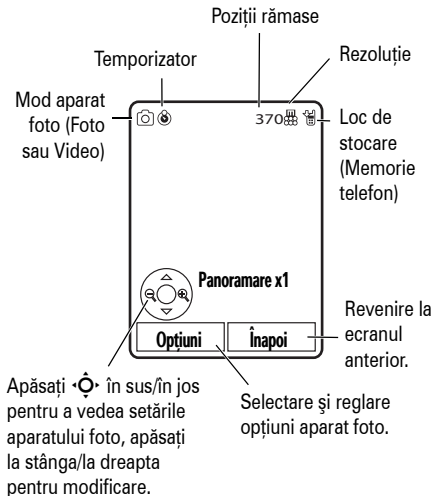 Poziții rămase
Temporizator
Rezoluție
Mod aparat
foto (Foto
sau Video)
370
Loc de
stocare
(Memorie
telefon)
Panoramare x1
Opțiuni
Înapoi
Revenire la
ecranul
anterior.
Apăsați în sus/în jos
pentru a vedea setările
aparatului foto, apăsați
la stânga/la dreapta
pentru modificare.
Selectare şi reglare
opțiuni aparat foto.